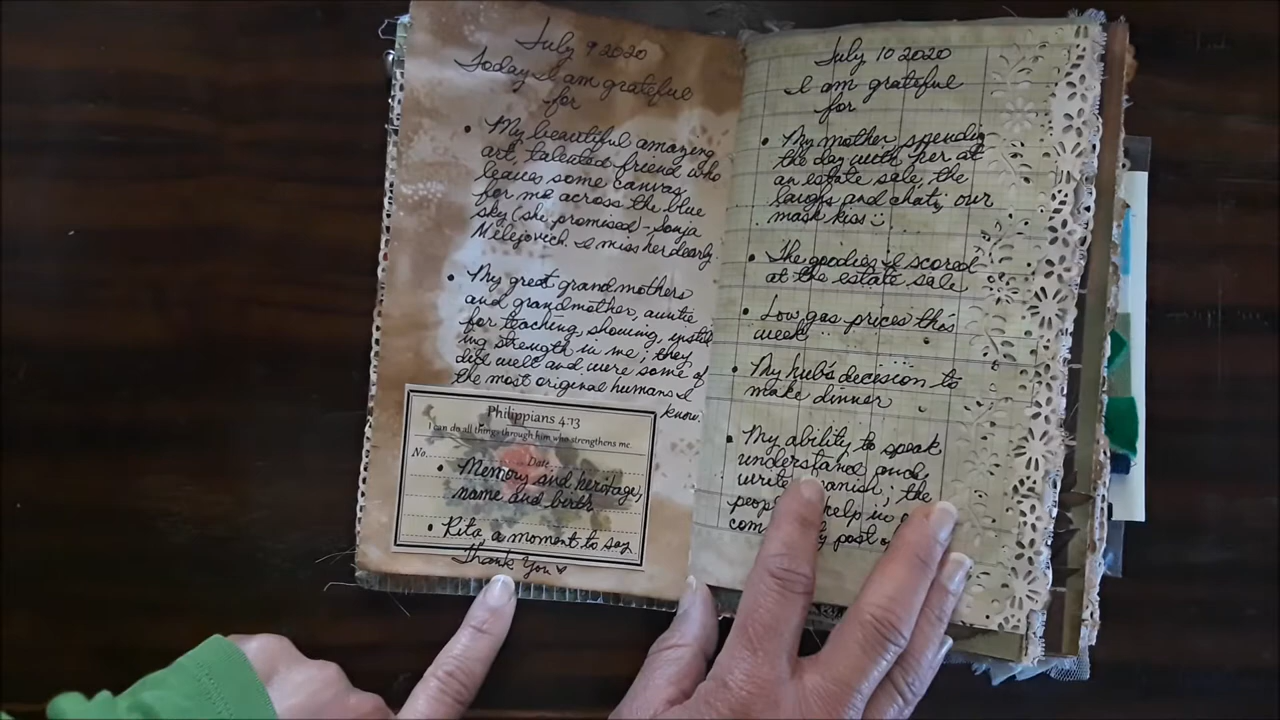 July 9 2020
Today I am grateful
for
• My beautiful amazing
art, talented friend who
leaves some canvas
for me across the blue
sky (she promised) - Sonja
Milejovich. I miss her dearly.
• My great grandmothers
and grandmother, auntie
for teaching, showing, instill
ing strength in me; they
did well and were some of
the most original humans I
know.
Philippians 4:13
I can do all things through him who strengthens me.
No. Date
• Memory and heritage,
name and birth
• Rita, a moment to say
Thank You ♥
July 10 2020
I am grateful
for
• My mother, spending
the day with her at
an estate sale, the
laughs and chats, our
mask kiss
• The goodies I scored
at the estate sale
• Low gas prices this
week
• My hub's decision to
make dinner
• My ability to speak
understand and
write the
help in